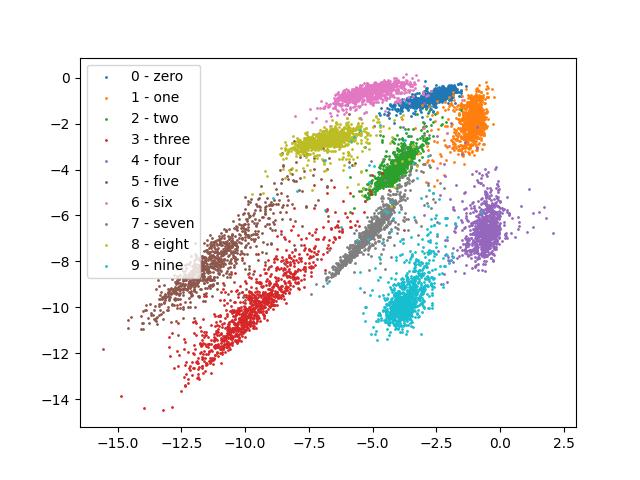 0
−2
−4
−6
−8
−10
−12
−14
0 - zero
1 - one
2 - two
3 - three
4 - four
5 - five
6 - six
7 - seven
8 - eight
9 - nine
−15.0 −12.5 −10.0 −7.5 −5.0 −2.5 0.0 2.5